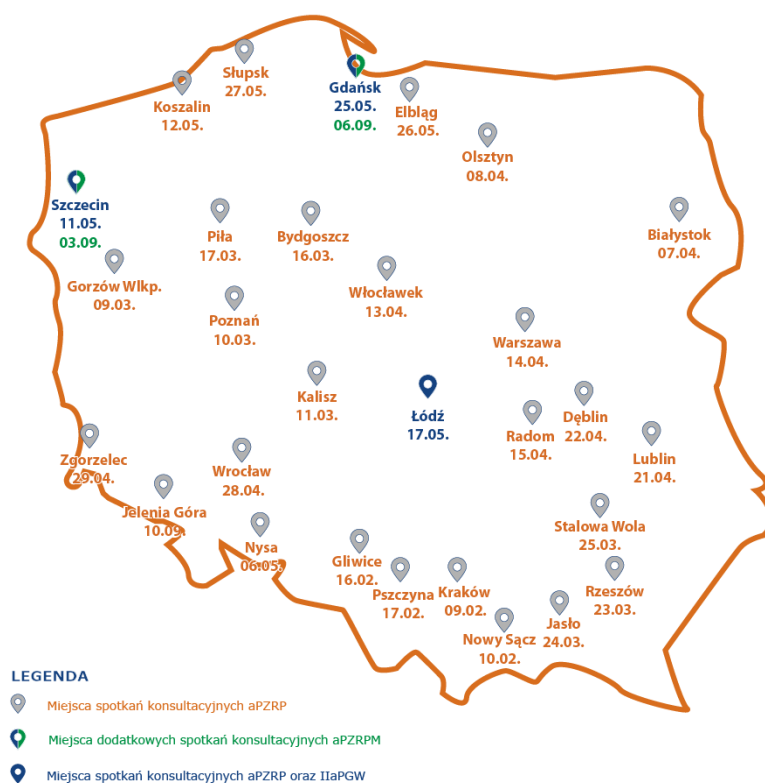 Słupsk
27.05.
Koszalin
12.05.
Gdańsk
25.05.
06.09.
Elbląg
26.05.
Olsztyn
08.04.
Szczecin
11.05.
03.09.
Piła
17.03.
Bydgoszcz
16.03.
Białystok
07.04.
Gorzów Wlkp.
09.03.
Włocławek
13.04.
Poznań
10.03.
Warszawa
14.04.
Kalisz
11.03.
Łódź
17.05.
Radom
15.04.
Dęblin
22.04.
Lublin
21.04.
Zgorzelec
29.04.
Wrocław
28.04.
Jelenia Góra
10.09.
Nysa
06.05.
Stalowa Wola
25.03.
Gliwice
16.02.
Pszczyna
17.02.
Kraków
09.02.
Rzeszów
23.03.
Nowy Sącz
10.02.
Jasło
24.03.
LEGENDA
Miejsca spotkań konsultacyjnych aPZRP
Miejsca dodatkowych spotkań konsultacyjnych aPZRPM
Miejsca spotkań konsultacyjnych aPZRP oraz IIaPGW